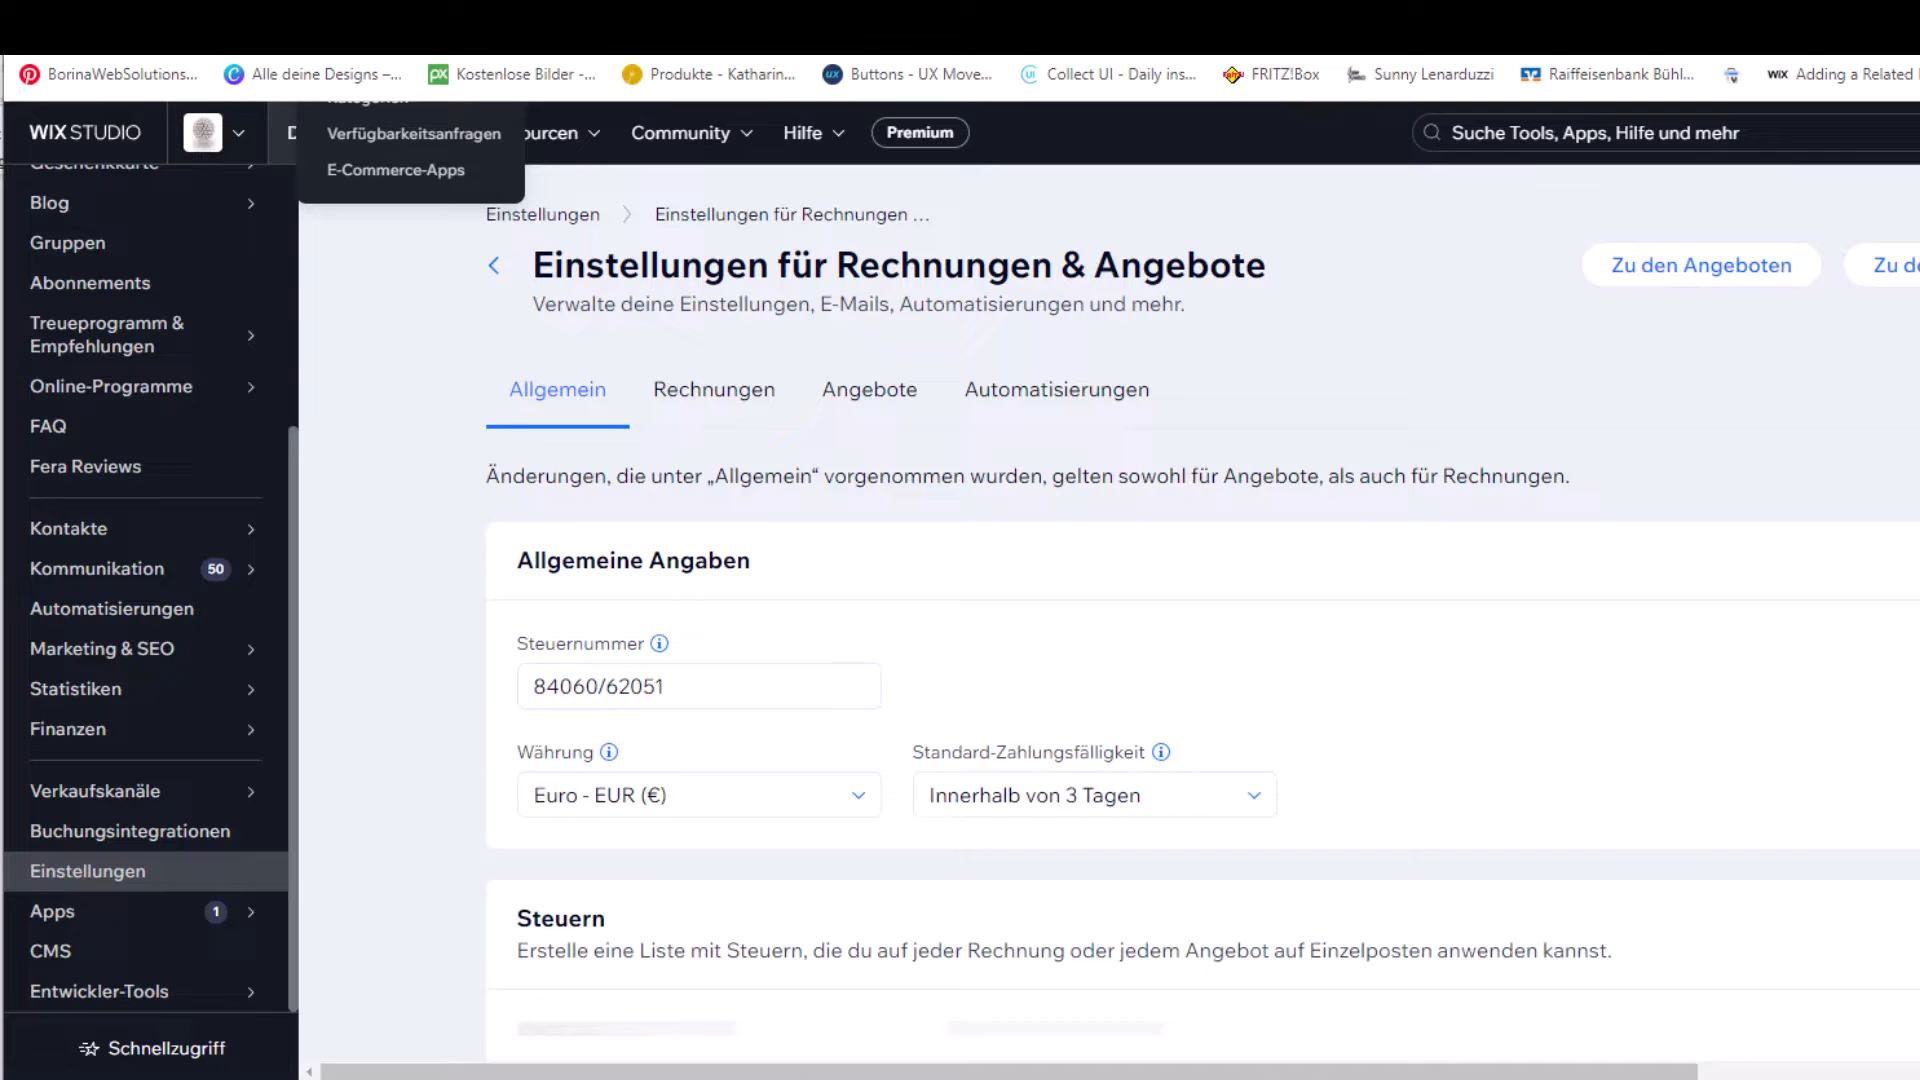 BorinaWebSolutions...
Alle deine Designs –...
Kostenlose Bilder -...
Produkte - Katharin...
Buttons - UX Move...
Collect UI - Daily ins...
FRITZ!Box
Sunny Lenarduzzi
Raiffeisenbank Bühl...
WIX Adding a Related
WIX STUDIO
Kategorien
Verfügbarkeitsanfragen
E-Commerce-Apps
Community
Hilfe
Premium
Suche Tools, Apps, Hilfe und mehr
Geschenkkarte
Blog
Gruppen
Abonnements
Treueprogramm &
Empfehlungen
Online-Programme
FAQ
Fera Reviews
Kontakte
Kommunikation 50
Automatisierungen
Marketing & SEO
Statistiken
Finanzen
Verkaufskanäle
Buchungsintegrationen
Einstellungen
Apps 1
CMS
Entwickler-Tools
Schnellzugriff
Einstellungen > Einstellungen für Rechnungen ...
Einstellungen für Rechnungen & Angebote
Verwalte deine Einstellungen, E-Mails, Automatisierungen und mehr.
Zu den Angeboten
Allgemein Rechnungen Angebote Automatisierungen
Änderungen, die unter „Allgemein“ vorgenommen wurden, gelten sowohl für Angebote, als auch für Rechnungen.
Allgemeine Angaben
Steuernummer
84060/62051
Währung
Euro - EUR (€)
Standard-Zahlungsfälligkeit
Innerhalb von 3 Tagen
Steuern
Erstelle eine Liste mit Steuern, die du auf jeder Rechnung oder jedem Angebot auf Einzelposten anwenden kannst.